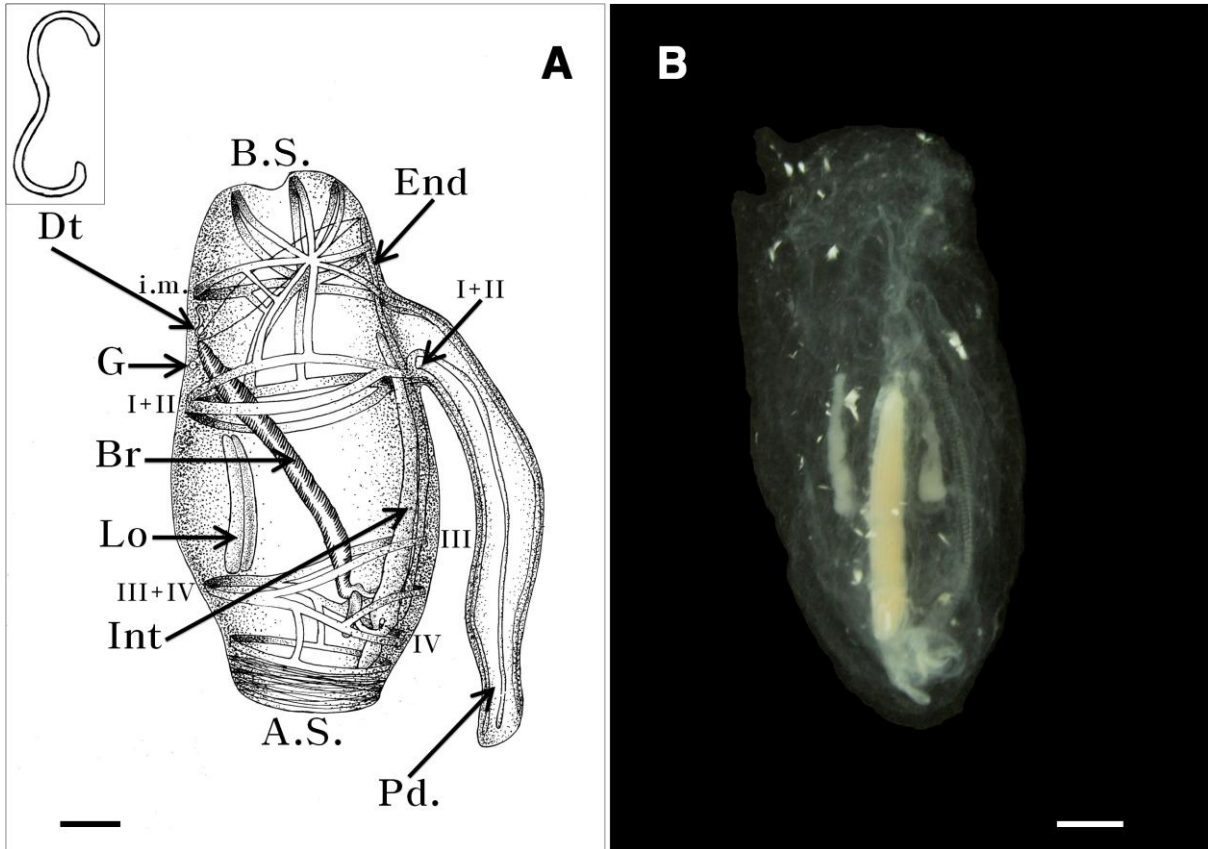 A
B
B.S.
End
Dt
i.m.
I+II
G
I+II
Br
Lo
III
III+IV
Int
IV
A.S.
Pd.